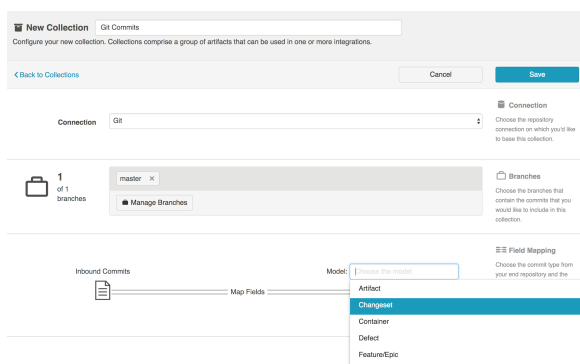 New Collection Git Commits
Configure your new collection. Collections comprise a group of artifacts that can be used in one or more integrations.
Back to Collections
Cancel
Save
Connection
Git
Connection
Choose the repository
connection on which you'd like
to base this collection.
1
of 1
branches
master ×
Manage Branches
Branches
Choose the branches that
contain the commits that you
would like to include in this
collection.
Field Mapping
Choose the commit type from
your end repository and the
Inbound Commits
Map Fields
Model: Choose the model
Artifact
Changeset
Container
Defect
Feature/Epic